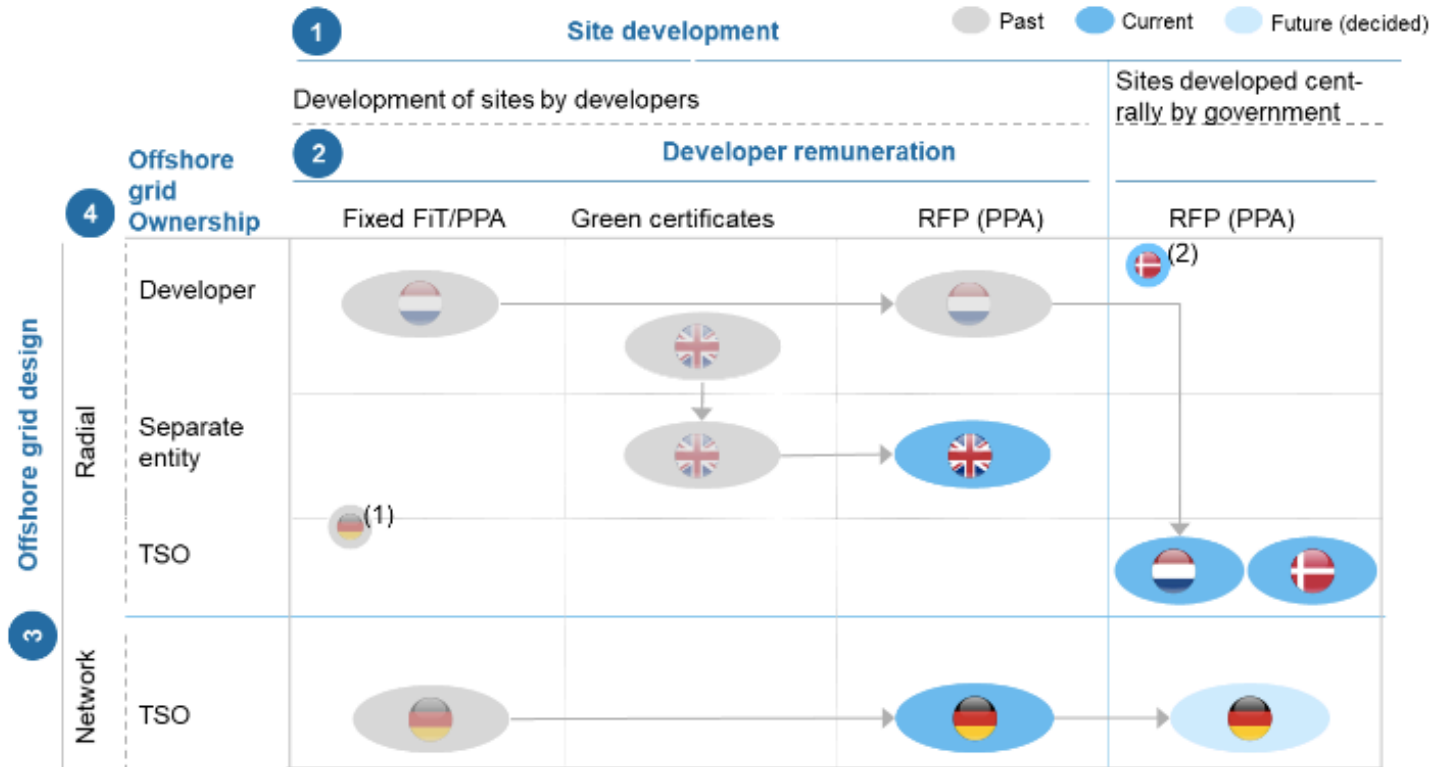 1
Site development
Past
Current
Future (decided)
Development of sites by developers
Sites developed cent-
rally by government
2
Developer remuneration
4
Offshore
grid
Ownership
Fixed FiT/PPA
Green certificates
RFP (PPA)
RFP (PPA)
Offshore grid design
3
Radial
Developer
(2)
Separate
entity
(1)
TSO
Network
TSO